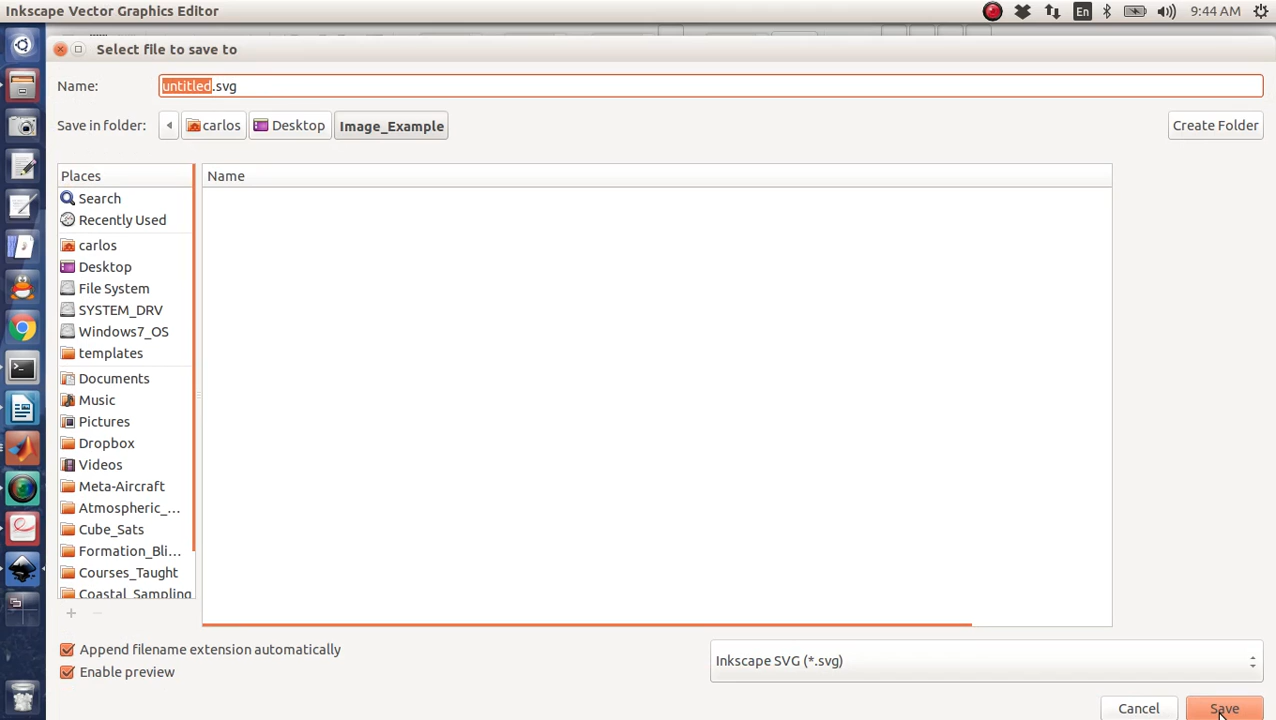 Inkscape Vector Graphics Editor
En
9:44 AM
Select file to save to
Name:
untitled.svg
Save in folder:
carlos
Desktop
Image_Example
Create Folder
Places
Name
Search
Recently Used
carlos
Desktop
File System
SYSTEM_DRV
Windows7_OS
templates
Documents
Music
Pictures
Dropbox
Videos
Meta-Aircraft
Atmospheric_...
Cube_Sats
Formation_Bli...
Courses_Taught
Coastal_Sampling
Append filename extension automatically
Inkscape SVG (*.svg)
Enable preview
Cancel
Save